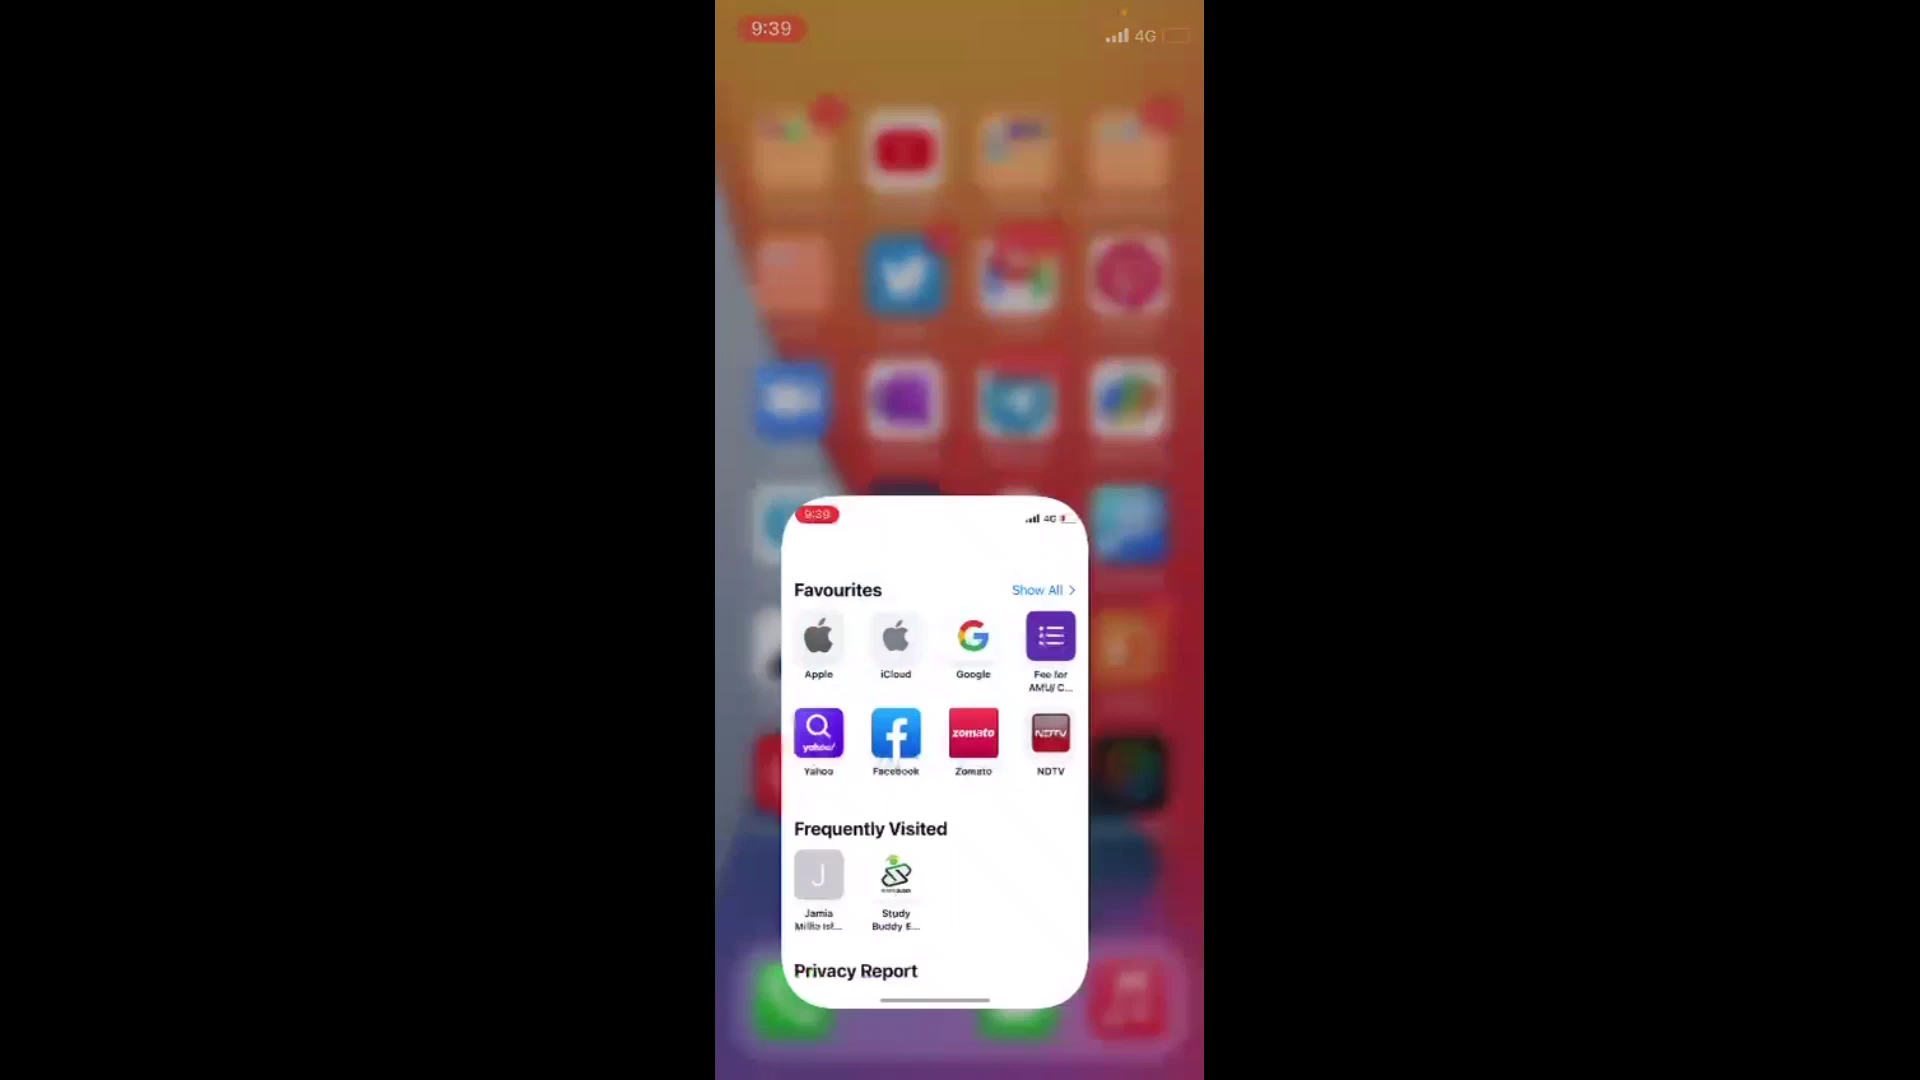 9:39
4G
9:39
4G
Favourites
Show All
Apple
iCloud
Google
Fee for
AMU/ C...
yahoo!
zomato
NDTV
Yahoo
Facebook
Zomato
NDTV
Frequently Visited
J
Jamia
Millia Isl...
Study
Buddy E...
Privacy Report